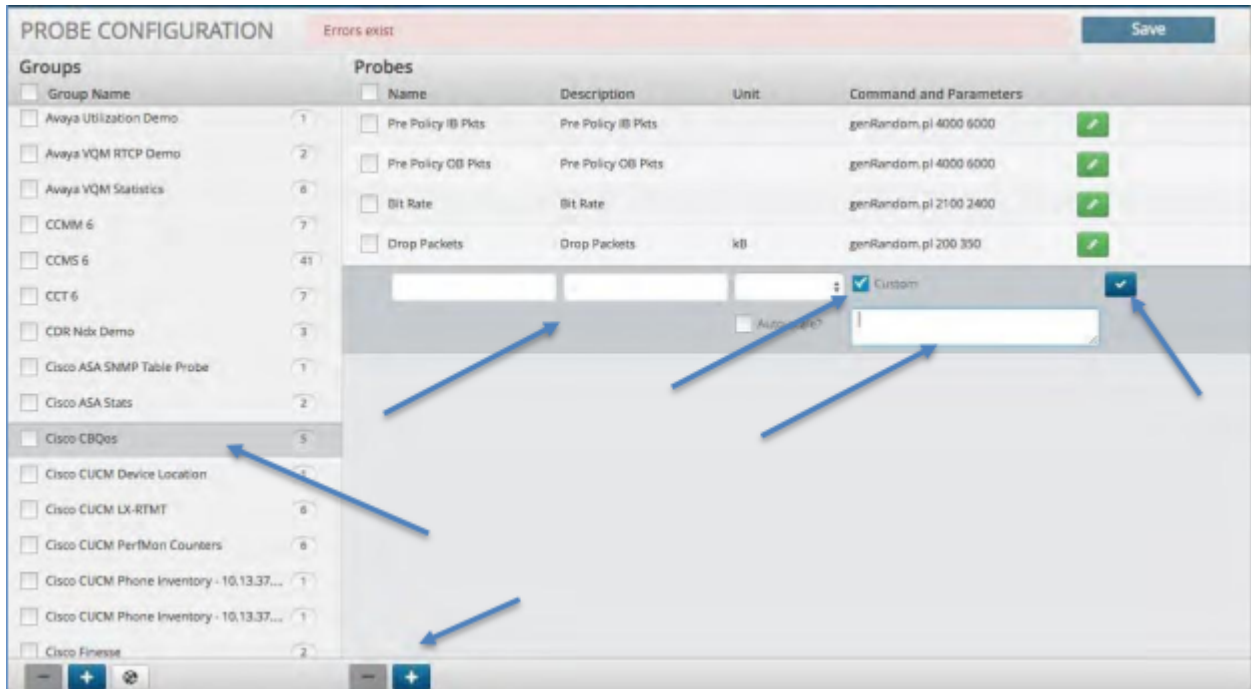 PROBE CONFIGURATION Errors exist Save
Groups Probes
Group Name Name Description Unit Command and Parameters
Avaya Utilization Demo 1
Avaya VQM RTCP Demo 2
Avaya VQM Statistics 6
CCMM 6 7
CCMS 6 41
CCT 6 7
CDR Ndx Demo 3
Cisco ASA SNMP Table Probe 1
Cisco ASA Stats 2
Cisco CBQos 5
Cisco CUCM Device Location
Cisco CUCM LX-RTMT 6
Cisco CUCM PerfMon Counters 6
Cisco CUCM Phone Inventory - 10.13.37.... 1
Cisco CUCM Phone Inventory - 10.13.37.... 1
Cisco Finesse 2
Pre Policy IB Pkts Pre Policy IB Pkts genRandom.pl 4000 6000
Pre Policy OB Pkts Pre Policy OB Pkts genRandom.pl 4000 6000
Bit Rate Bit Rate genRandom.pl 2100 2400
Drop Packets Drop Packets kB genRandom.pl 200 350
Custom